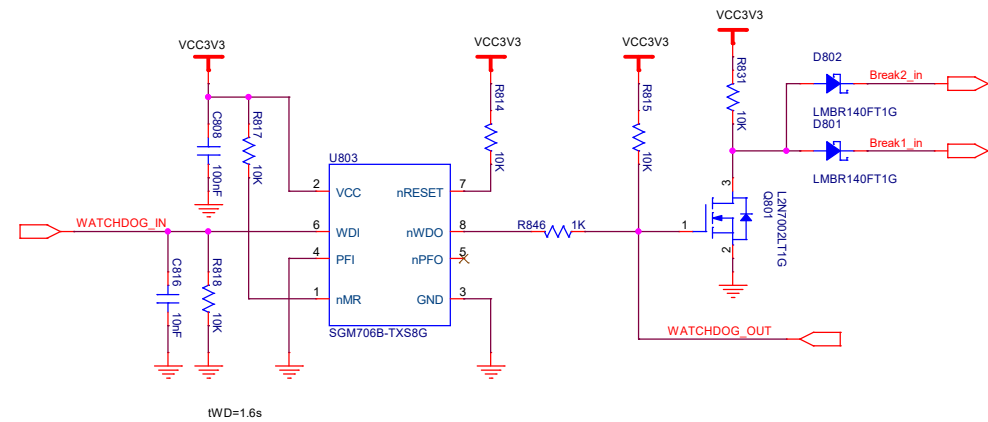 VCC3V3
VCC3V3
VCC3V3
VCC3V3
D802
Break2_in
LMBR140FT1G
D801
Break1_in
LMBR140FT1G
R831
10K
R814
10K
R815
10K
C808
100nF
R817
10K
U803
2 VCC nRESET 7
6 WDI nWDO 8
4 PFI nPFO 5
1 nMR GND 3
SGM706B-TXS8G
WATCHDOG_IN
R846 1K
3
1
2
Q801
L2N7002LT1G
C816
10nF
R818
10K
WATCHDOG_OUT
tWD=1.6s